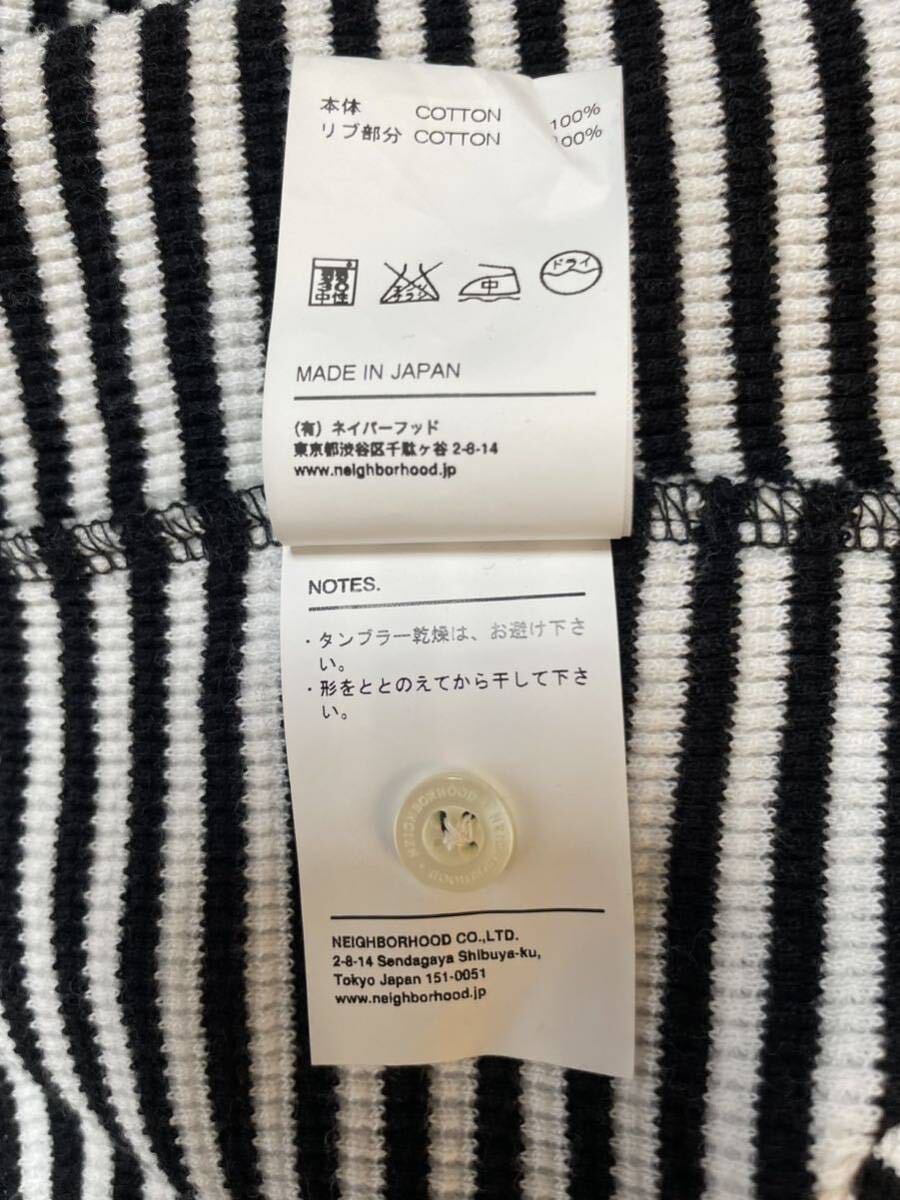 本体 COTTON 100%
リブ部分 COTTON 100%
中 ドライ
MADE IN JAPAN
(有) ネイバーフッド
東京都渋谷区千駄ヶ谷 2-8-14
www.neighborhood.jp
NOTES.
・タンブラー乾燥は、お避け下さ
い。
・形をととのえてから干して下さ
い。
NEIGHBORHOOD • NEIGHBORHOOD •
NEIGHBORHOOD CO.,LTD.
2-8-14 Sendagaya Shibuya-ku,
Tokyo Japan 151-0051
www.neighborhood.jp